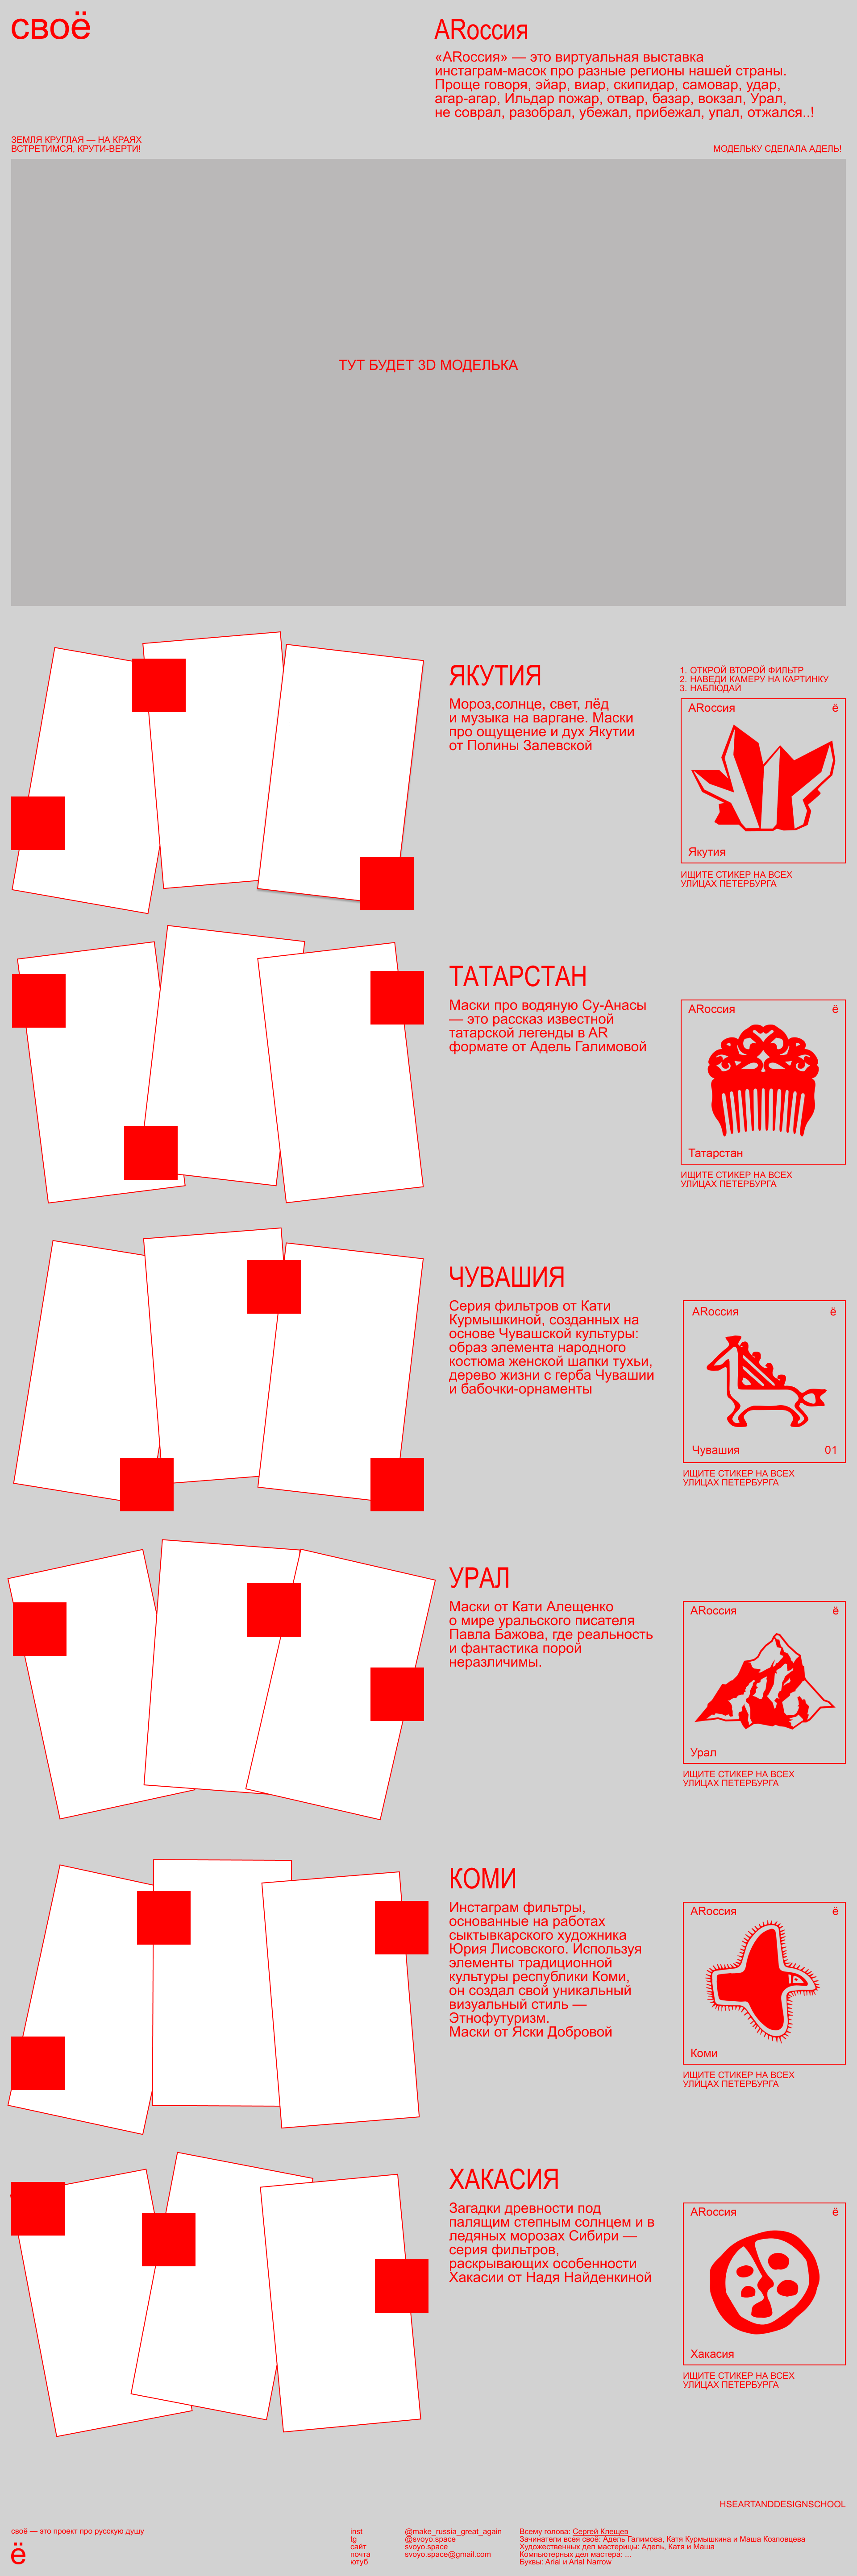 своё
ARоссия
«ARоссия» — это виртуальная выставка
инстаграм-масок про разные регионы нашей страны.
Проще говоря, эйар, виар, скипидар, самовар, удар,
агар-агар, Ильдар пожар, отвар, базар, вокзал, Урал,
не соврал, разобрал, убежал, прибежал, упал, отжался..!
ЗЕМЛЯ КРУГЛАЯ — НА КРАЯХ
ВСТРЕТИМСЯ, КРУТИ-ВЕРТИ!
МОДЕЛЬКУ СДЕЛАЛА АДЕЛЬ!
ТУТ БУДЕТ 3D МОДЕЛЬКА
ЯКУТИЯ
Мороз,солнце, свет, лёд
и музыка на варгане. Маски
про ощущение и дух Якутии
от Полины Залевской
1. ОТКРОЙ ВТОРОЙ ФИЛЬТР
2. НАВЕДИ КАМЕРУ НА КАРТИНКУ
3. НАБЛЮДАЙ
ARоссия ё
Якутия
ИЩИТЕ СТИКЕР НА ВСЕХ
УЛИЦАХ ПЕТЕРБУРГА
ТАТАРСТАН
Маски про водяную Су-Анасы
— это рассказ известной
татарской легенды в AR
формате от Адель Галимовой
ARоссия ё
Татарстан
ИЩИТЕ СТИКЕР НА ВСЕХ
УЛИЦАХ ПЕТЕРБУРГА
ЧУВАШИЯ
Серия фильтров от Кати
Курмышкиной, созданных на
основе Чувашской культуры:
образ элемента народного
костюма женской шапки тухьи,
дерево жизни с герба Чувашии
и бабочки-орнаменты
ARоссия ё
Чувашия 01
ИЩИТЕ СТИКЕР НА ВСЕХ
УЛИЦАХ ПЕТЕРБУРГА
УРАЛ
Маски от Кати Алещенко
о мире уральского писателя
Павла Бажова, где реальность
и фантастика порой
неразличимы.
ARоссия ё
Урал
ИЩИТЕ СТИКЕР НА ВСЕХ
УЛИЦАХ ПЕТЕРБУРГА
КОМИ
Инстаграм фильтры,
основанные на работах
сыктывкарского художника
Юрия Лисовского. Используя
элементы традиционной
культуры республики Коми,
он создал свой уникальный
визуальный стиль —
Этнофутуризм.
Маски от Яски Добровой
ARоссия ё
Коми
ИЩИТЕ СТИКЕР НА ВСЕХ
УЛИЦАХ ПЕТЕРБУРГА
ХАКАСИЯ
Загадки древности под
палящим степным солнцем и в
ледяных морозах Сибири —
серия фильтров,
раскрывающих особенности
Хакасии от Надя Найденкиной
ARоссия ё
Хакасия
ИЩИТЕ СТИКЕР НА ВСЕХ
УЛИЦАХ ПЕТЕРБУРГА
HSEARTANDDESIGNSCHOOL
своё — это проект про русскую душу
ё
inst @make_russia_great_again
tg @svoyo.space
сайт svoyo.space
почта svoyo.space@gmail.com
ютуб
Всему голова: Сергей Клещев
Зачинатели всея своё: Адель Галимова, Катя Курмышкина и Маша Козловцева
Художественных дел мастерицы: Адель, Катя и Маша
Компьютерных дел мастера: ...
Буквы: Arial и Arial Narrow